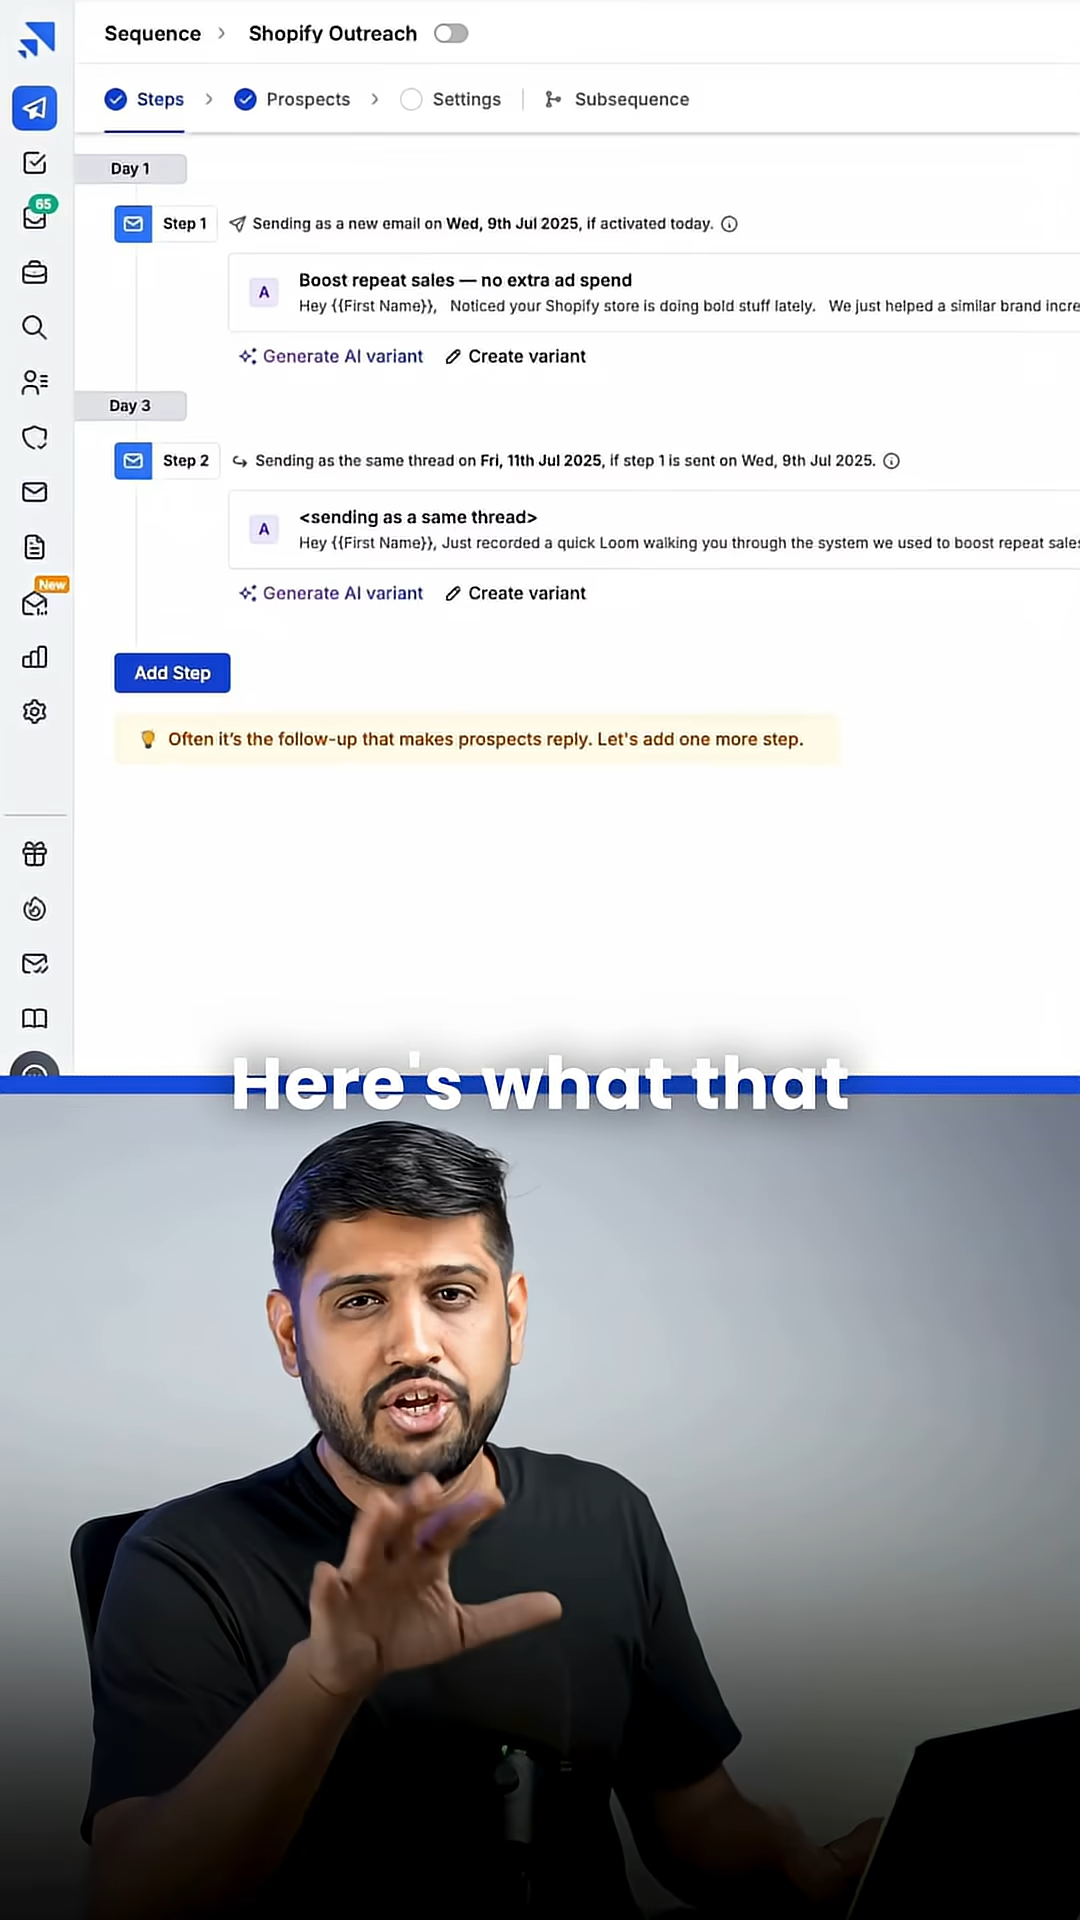 Sequence > Shopify Outreach
Steps > Prospects > Settings | Subsequence
Day 1
65
Step 1 Sending as a new email on Wed, 9th Jul 2025, if activated today.
A Boost repeat sales — no extra ad spend
Hey {{First Name}}, Noticed your Shopify store is doing bold stuff lately. We just helped a similar brand incre
Generate AI variant Create variant
Day 3
Step 2 Sending as the same thread on Fri, 11th Jul 2025, if step 1 is sent on Wed, 9th Jul 2025.
A <sending as a same thread>
Hey {{First Name}}, Just recorded a quick Loom walking you through the system we used to boost repeat sales
New
Generate AI variant Create variant
Add Step
Often it's the follow-up that makes prospects reply. Let's add one more step.
Here's what that